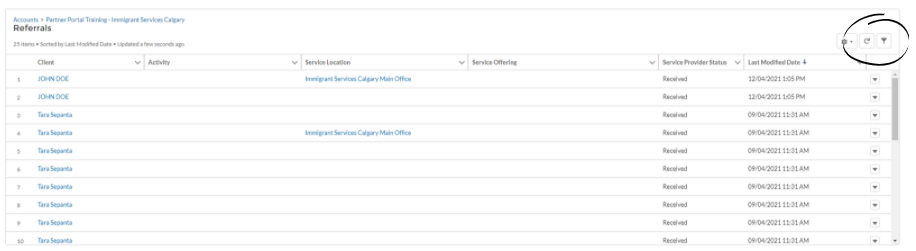 Accounts > Partner Portal Training - Immigrant Services Calgary
Referrals
25 items • Sorted by Last Modified Date • Updated a few seconds ago
Client Activity Service Location Service Offering Service Provider Status Last Modified Date ↓
1 JOHN DOE Immigrant Services Calgary Main Office Received 12/04/2021 1:05 PM
2 JOHN DOE Received 12/04/2021 1:05 PM
3 Tara Sepanta Received 09/04/2021 11:31 AM
4 Tara Sepanta Immigrant Services Calgary Main Office Received 09/04/2021 11:31 AM
5 Tara Sepanta Received 09/04/2021 11:31 AM
6 Tara Sepanta Received 09/04/2021 11:31 AM
7 Tara Sepanta Received 09/04/2021 11:31 AM
8 Tara Sepanta Received 09/04/2021 11:31 AM
9 Tara Sepanta Received 09/04/2021 11:31 AM
10 Tara Sepanta Received 09/04/2021 11:31 AM